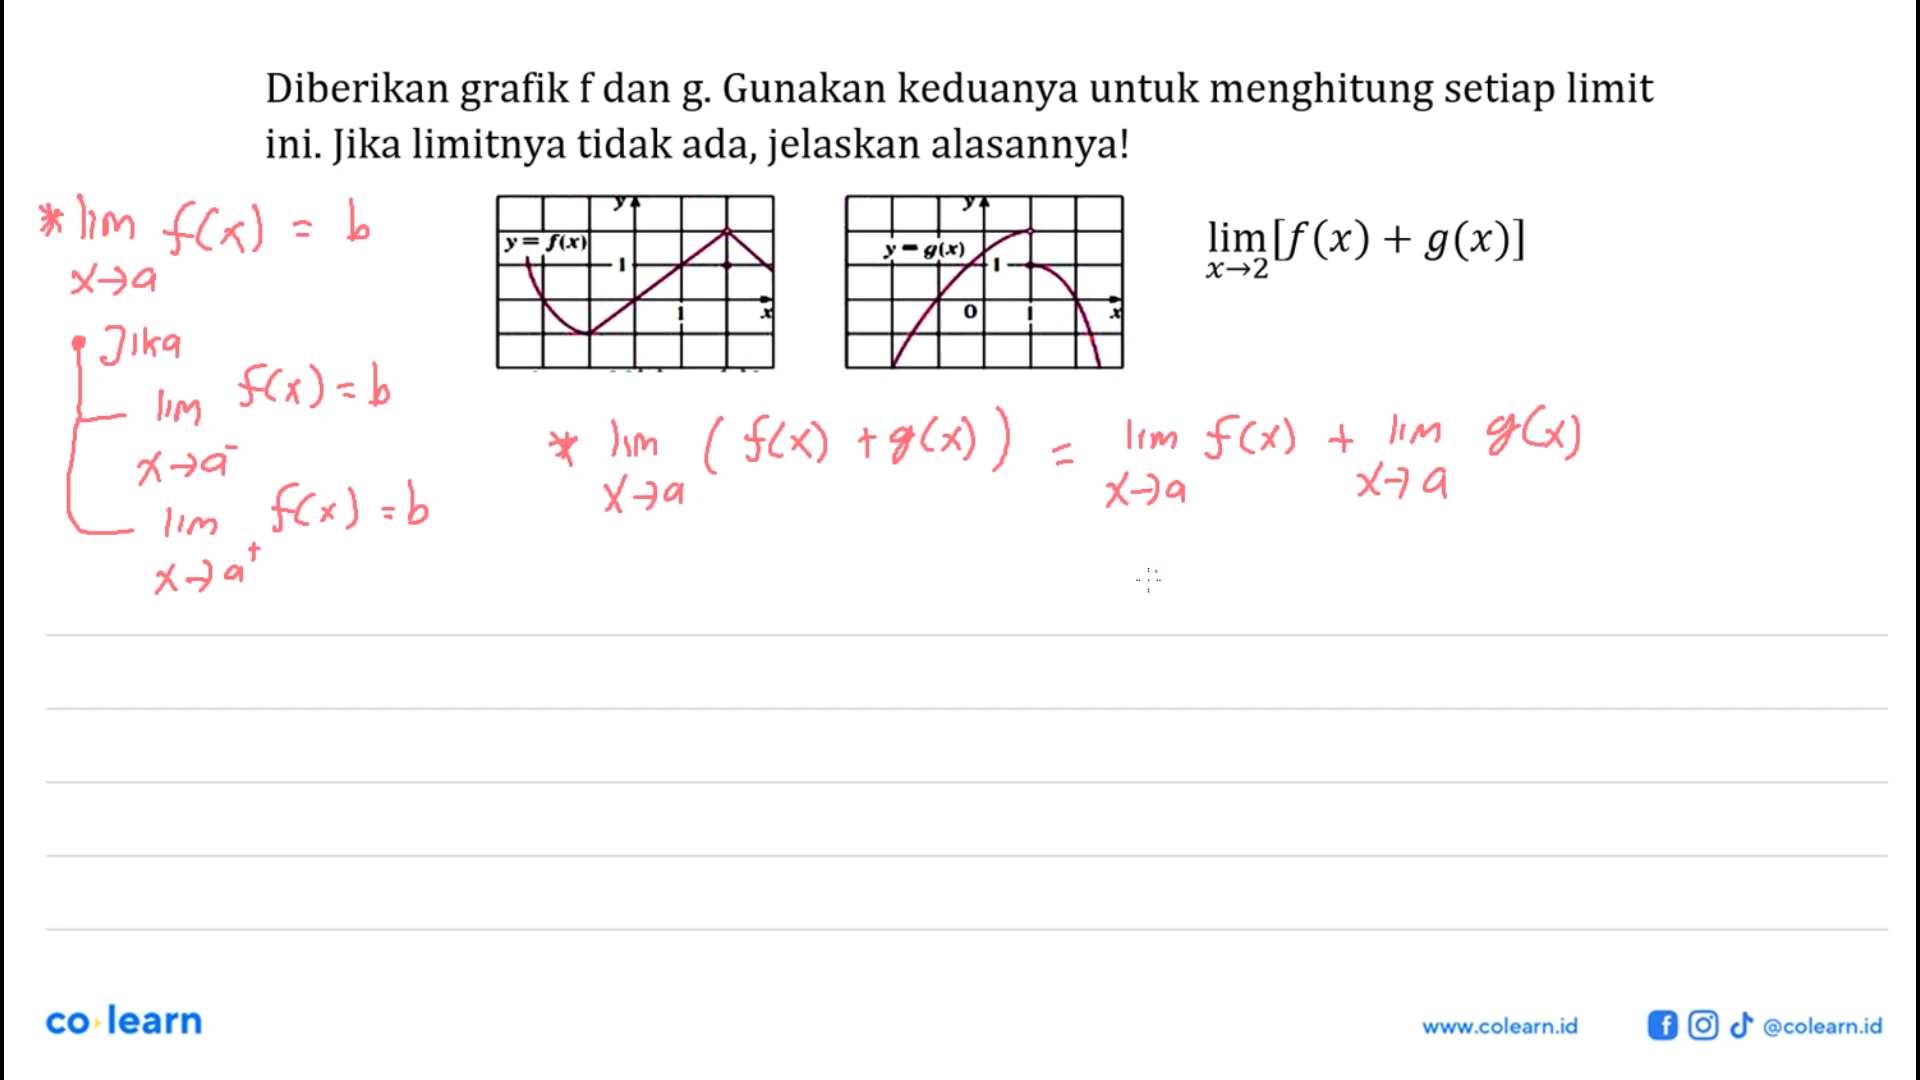 Diberikan grafik f dan g. Gunakan keduanya untuk menghitung setiap limit
ini. Jika limitnya tidak ada, jelaskan alasannya!
* lim f(x) = b
x→a
• Jika
lim f(x) = b
x→a⁻
lim f(x) = b
x→a⁺
y
y = f(x)
1
1
x
y
y = g(x)
1
0
1
x
lim[f(x) + g(x)]
x→2
* lim (f(x) + g(x)) = lim f(x) + lim g(x)
x→a x→a x→a
co learn
www.colearn.id
@colearn.id